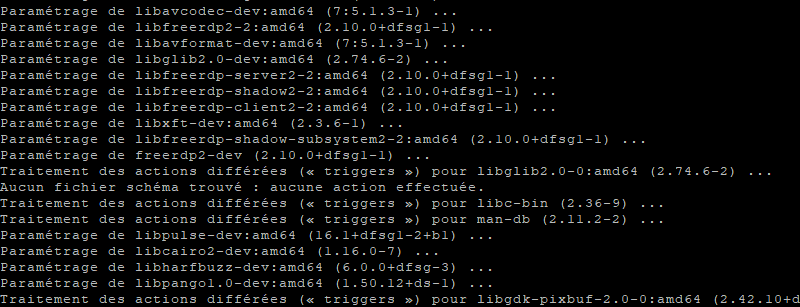 Paramétrage de libavcodec-dev:amd64 (7:5.1.3-1) ...
Paramétrage de libfreerdp2-2:amd64 (2.10.0+dfsg1-1) ...
Paramétrage de libavformat-dev:amd64 (7:5.1.3-1) ...
Paramétrage de libglib2.0-dev:amd64 (2.74.6-2) ...
Paramétrage de libfreerdp-server2-2:amd64 (2.10.0+dfsg1-1) ...
Paramétrage de libfreerdp-shadow2-2:amd64 (2.10.0+dfsg1-1) ...
Paramétrage de libfreerdp-client2-2:amd64 (2.10.0+dfsg1-1) ...
Paramétrage de libxft-dev:amd64 (2.3.6-1) ...
Paramétrage de libfreerdp-shadow-subsystem2-2:amd64 (2.10.0+dfsg1-1) ...
Paramétrage de freerdp2-dev (2.10.0+dfsg1-1) ...
Traitement des actions différées (« triggers ») pour libglib2.0-0:amd64 (2.74.6-2) ...
Aucun fichier schéma trouvé : aucune action effectuée.
Traitement des actions différées (« triggers ») pour libc-bin (2.36-9) ...
Traitement des actions différées (« triggers ») pour man-db (2.11.2-2) ...
Paramétrage de libpulse-dev:amd64 (16.1+dfsg1-2+b1) ...
Paramétrage de libcairo2-dev:amd64 (1.16.0-7) ...
Paramétrage de libharfbuzz-dev:amd64 (6.0.0+dfsg-3) ...
Paramétrage de libpango1.0-dev:amd64 (1.50.12+ds-1) ...
Traitement des actions différées (« triggers ») pour libgdk-pixbuf-2.0-0:amd64 (2.42.10+d